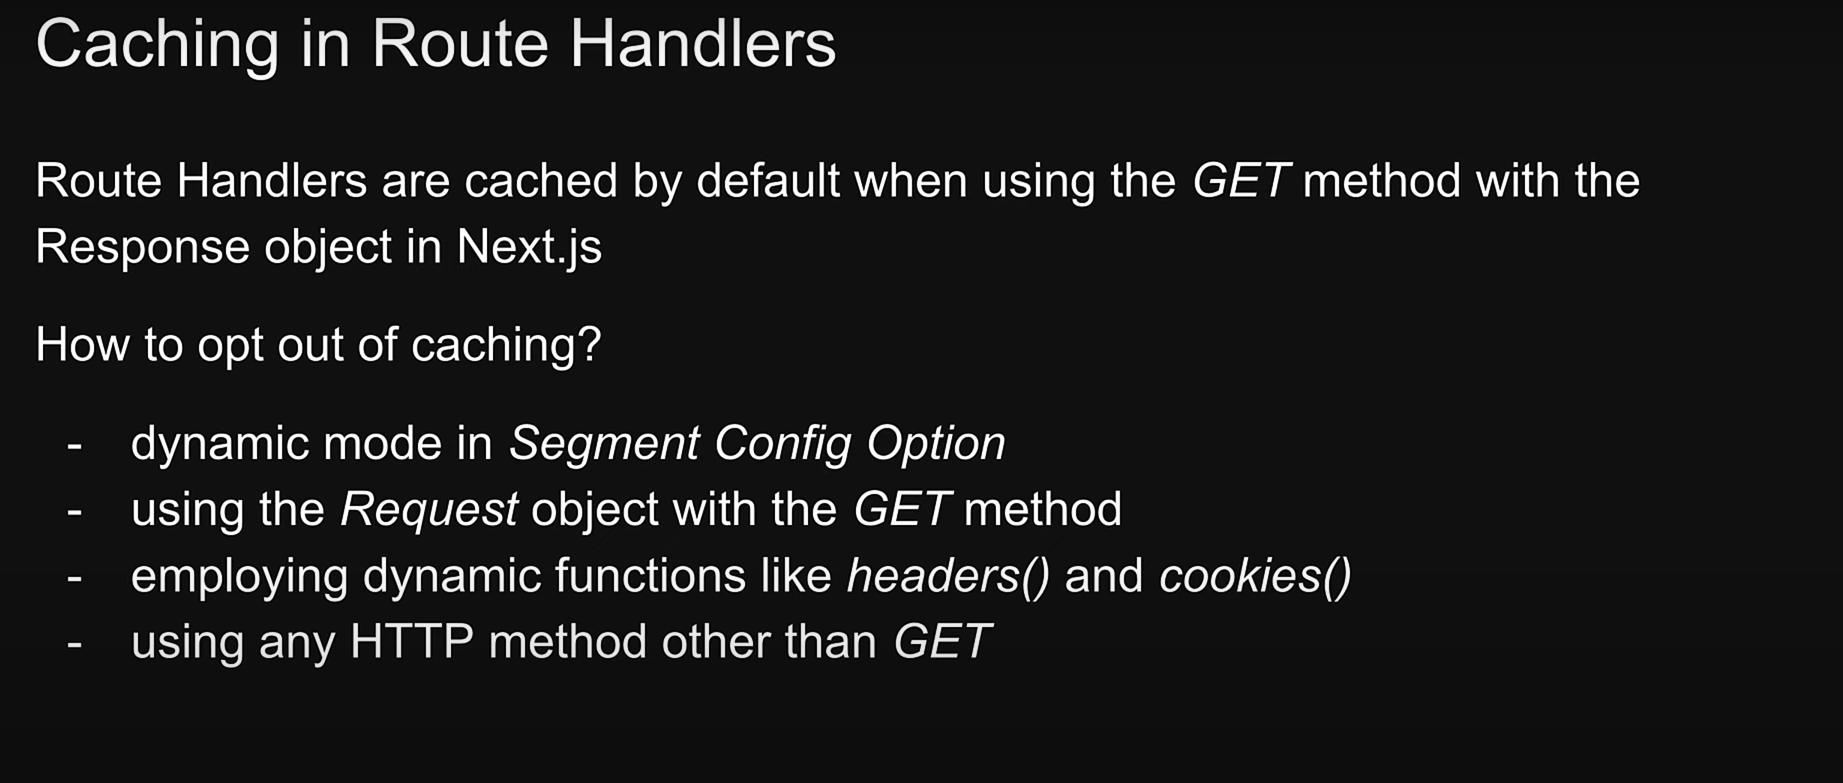 Caching in Route Handlers
Route Handlers are cached by default when using the GET method with the
Response object in Next.js
How to opt out of caching?
- dynamic mode in Segment Config Option
- using the Request object with the GET method
- employing dynamic functions like headers() and cookies()
- using any HTTP method other than GET